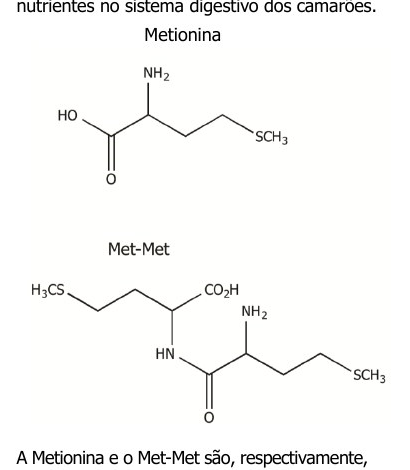 nutrientes no sistema digestivo dos camarões.
Metionina
NH2
HO
SCH3
O
Met-Met
H3CS
CO2H
NH2
HN
SCH3
O
A Metionina e o Met-Met são, respectivamente,